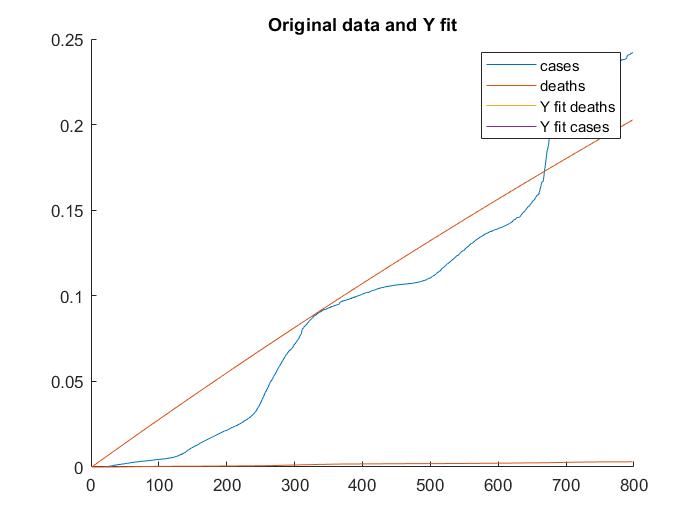 Original data and Y fit
0.25
0.2
0.15
0.1
0.05
0
cases
deaths
Y fit deaths
Y fit cases
0 100 200 300 400 500 600 700 800